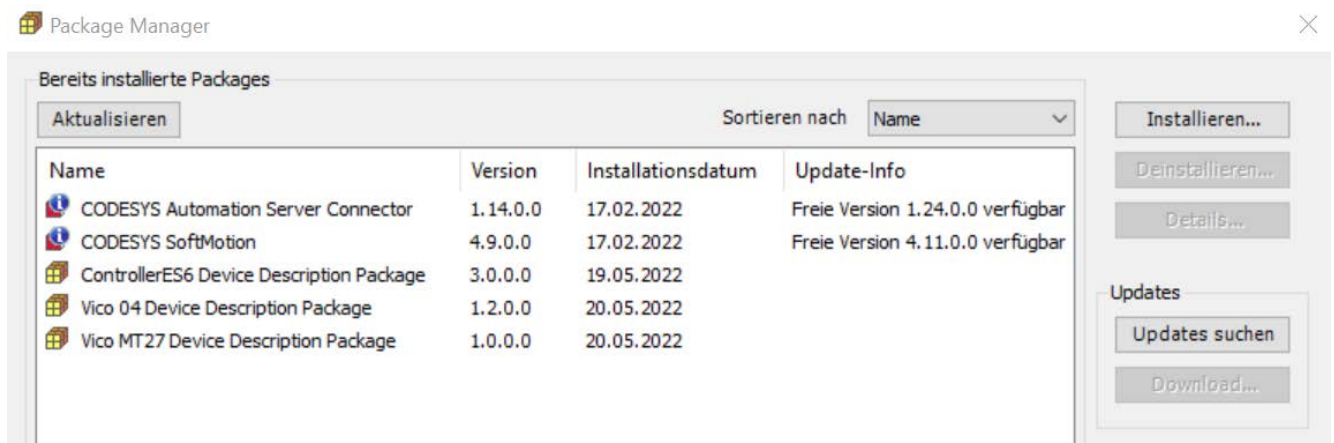 Package Manager
Bereits installierte Packages
Aktualisieren Sortieren nach Name Installieren...
Name Version Installationsdatum Update-Info Deinstallieren...
CODESYS Automation Server Connector 1.14.0.0 17.02.2022 Freie Version 1.24.0.0 verfügbar
Details...
CODESYS SoftMotion 4.9.0.0 17.02.2022 Freie Version 4.11.0.0 verfügbar
ControllerES6 Device Description Package 3.0.0.0 19.05.2022
Updates
Vico 04 Device Description Package 1.2.0.0 20.05.2022
Vico MT27 Device Description Package 1.0.0.0 20.05.2022 Updates suchen
Download...